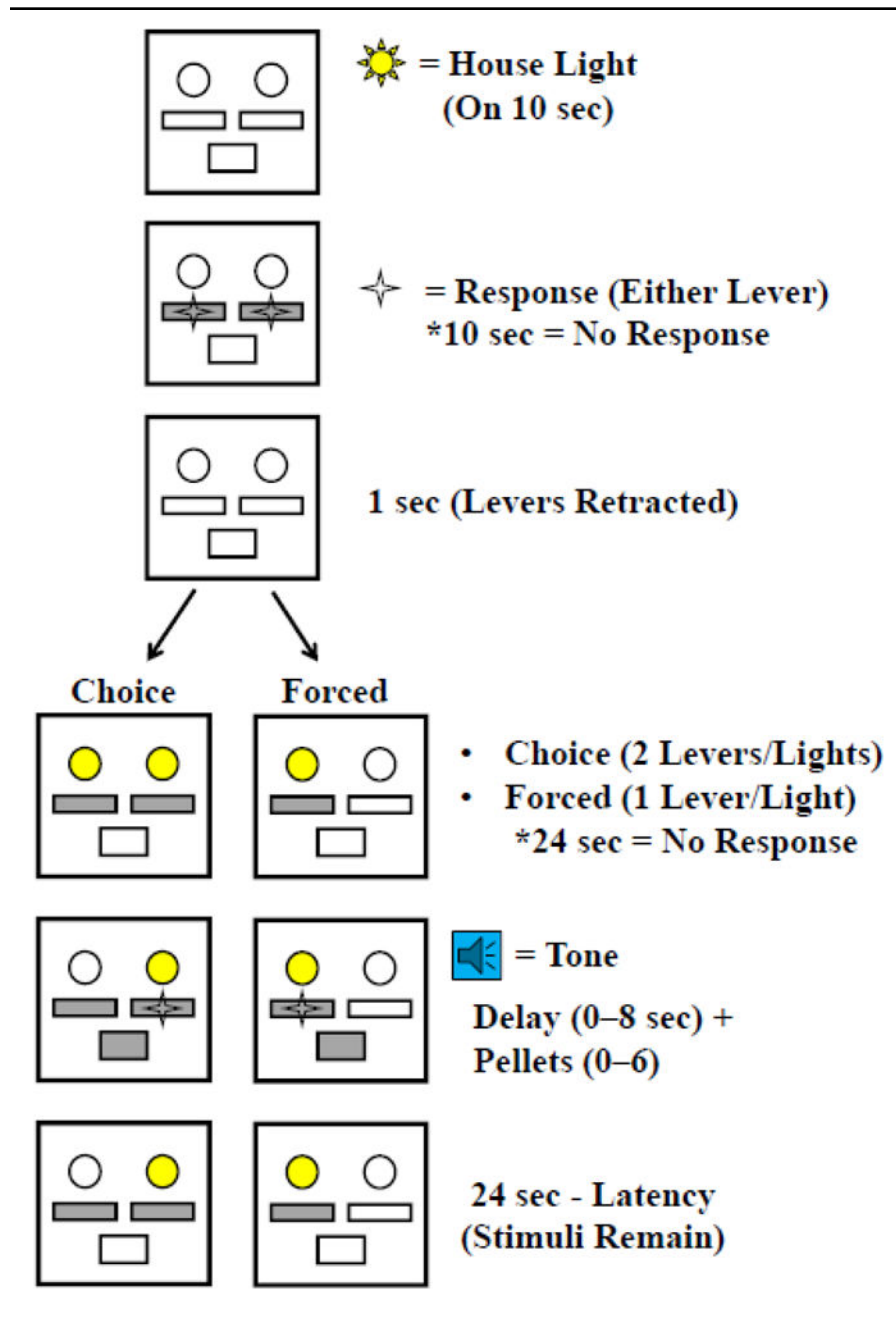 = House Light
(On 10 sec)
= Response (Either Lever)
*10 sec = No Response
1 sec (Levers Retracted)
Choice
Forced
• Choice (2 Levers/Lights)
• Forced (1 Lever/Light)
*24 sec = No Response
= Tone
Delay (0–8 sec) +
Pellets (0–6)
24 sec - Latency
(Stimuli Remain)